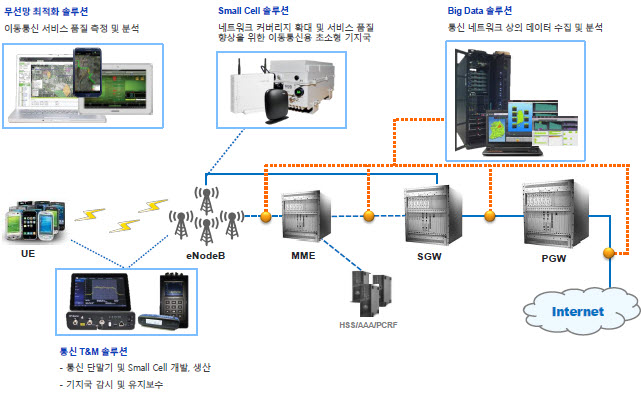 무선망 최적화 솔루션
이동통신 서비스 품질 측정 및 분석
Small Cell 솔루션
네트워크 커버리지 확대 및 서비스 품질
향상을 위한 이동통신용 초소형 기지국
Big Data 솔루션
통신 네트워크 상의 데이터 수집 및 분석
UE
eNodeB
MME
SGW
PGW
HSS/AAA/PCRF
Internet
통신 T&M 솔루션
- 통신 단말기 및 Small Cell 개발, 생산
- 기지국 감시 및 유지보수